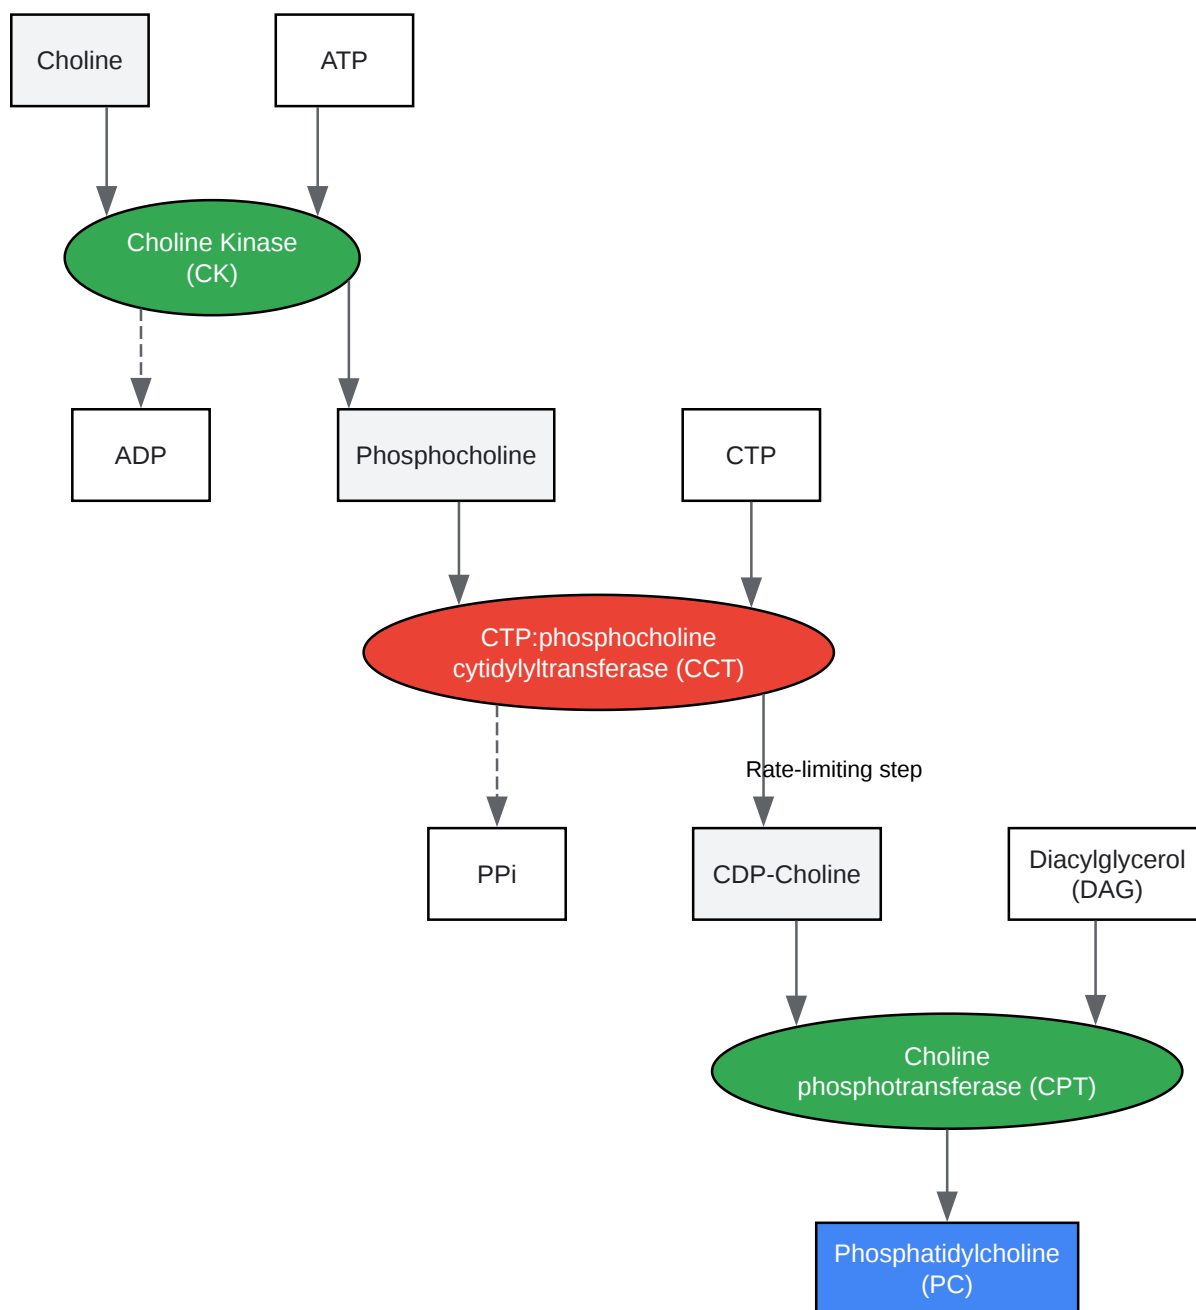 Choline
ATP
Choline Kinase
(CK)
ADP
Phosphocholine
CTP
CTP:phosphocholine
cytidylyltransferase (CCT)
Rate-limiting step
PPi
CDP-Choline
Diacylglycerol
(DAG)
Choline
phosphotransferase (CPT)
Phosphatidylcholine
(PC)